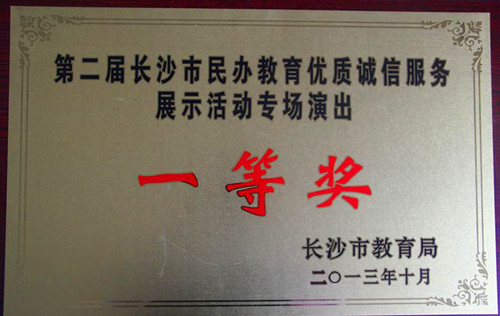 第二届长沙市民办教育优质诚信服务
展示活动专场演出
一等奖
长沙市教育局
二〇一三年十月